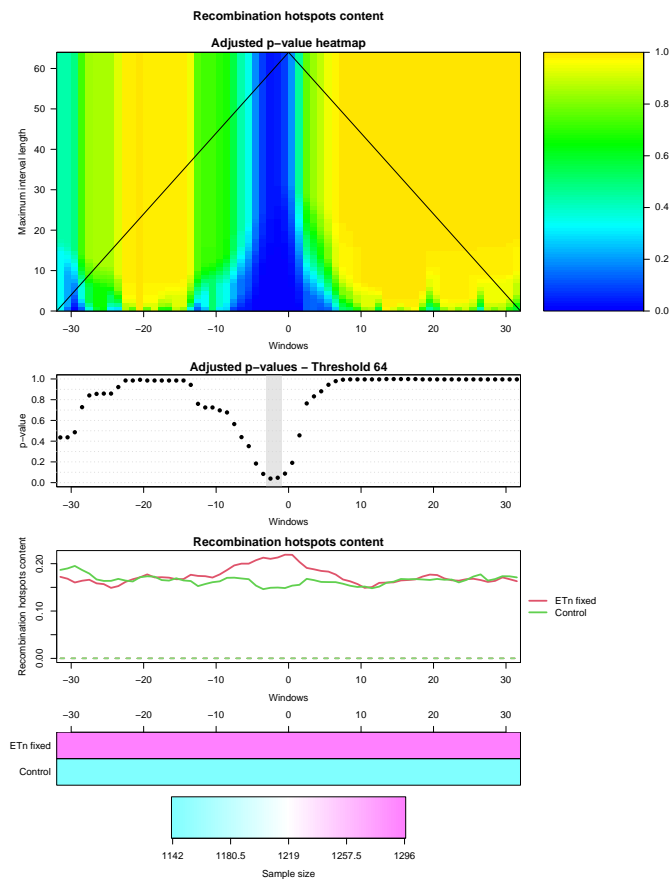 Recombination hotspots content
Adjusted p−value heatmap
Maximum interval length
0 10 20 30 40 50 60
−30 −20 −10 0 10 20 30
Windows
0.0 0.2 0.4 0.6 0.8 1.0
Adjusted p−values − Threshold 64
p−value
0.0 0.2 0.4 0.6 0.8 1.0
−30 −20 −10 0 10 20 30
Windows
Recombination hotspots content
Recombination hotspots content
0.00 0.10 0.20
−30 −20 −10 0 10 20 30
Windows
ETn fixed
Control
−30 −20 −10 0 10 20 30
ETn fixed
Control
1142 1180.5 1219 1257.5 1296
Sample size